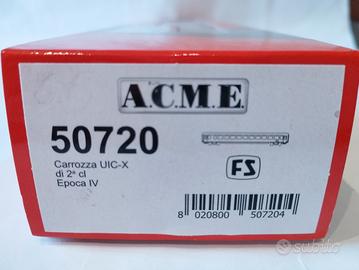 A.C.M.E.
50720
Carrozza UIC-X
di 2ª cl
Epoca IV
FS
8 020800 507204
subito